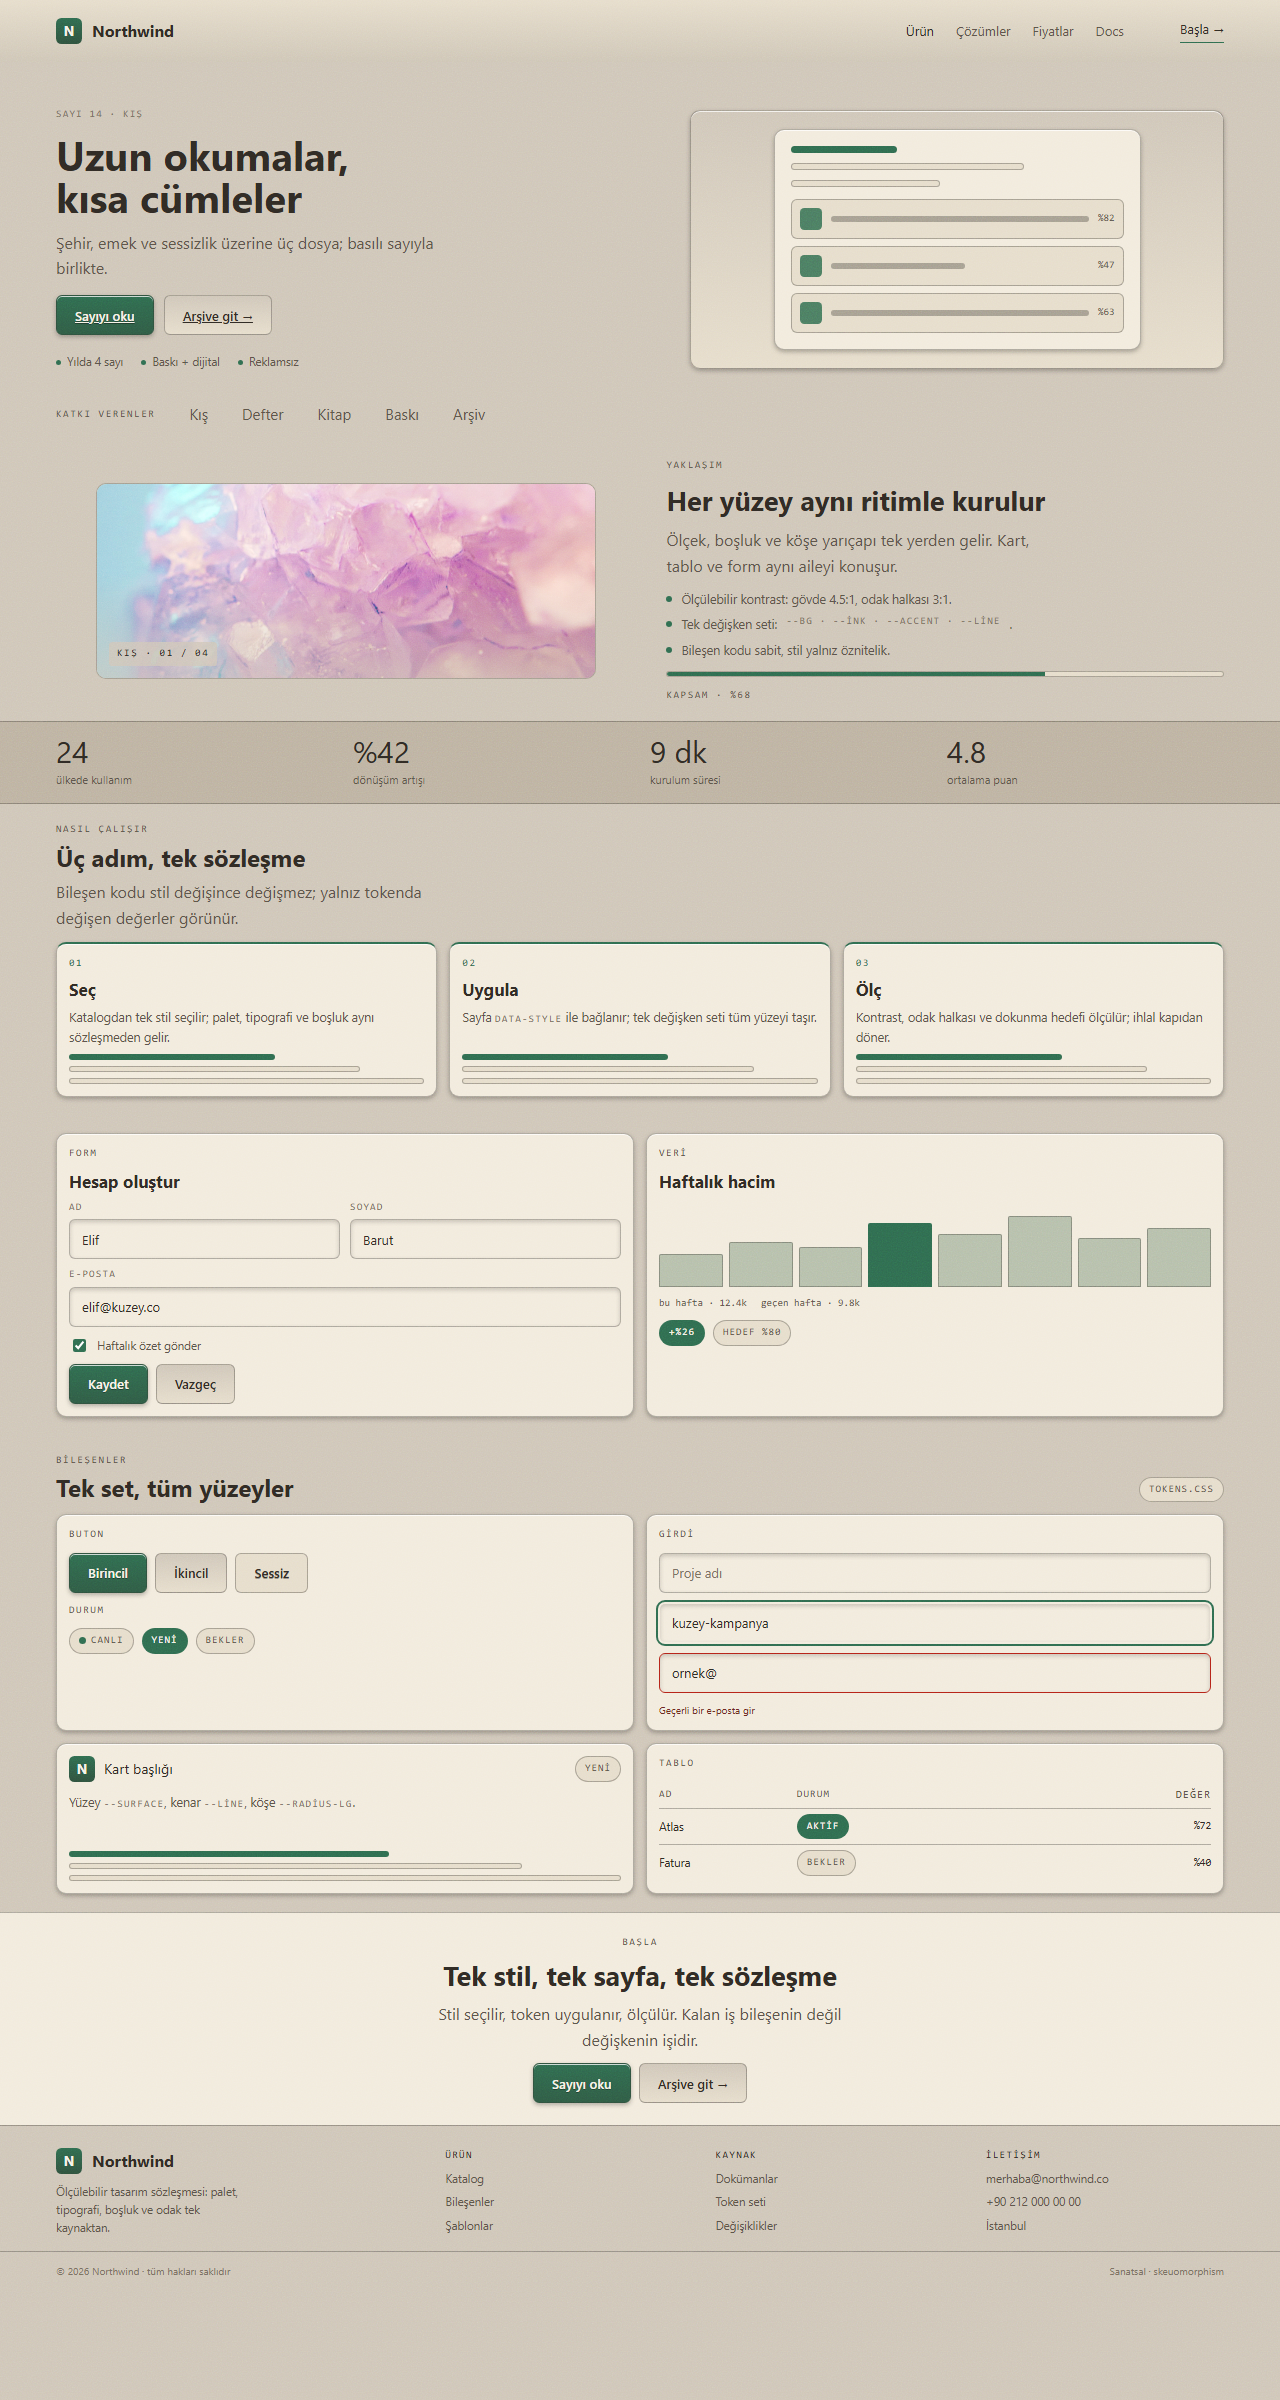 N Northwind
Ürün Çözümler Fiyatlar Docs Başla →
SAYI 14 · KIŞ
Uzun okumalar,
kısa cümleler
Şehir, emek ve sessizlik üzerine üç dosya; basılı sayıyla
birlikte.
Sayıyı oku Arşive git →
Yılda 4 sayı Baskı + dijital Reklamsız
%82
%47
%63
KATKI VERENLER Kış Defter Kitap Baskı Arşiv
KIŞ · 01 / 04
YAKLAŞIM
Her yüzey aynı ritimle kurulur
Ölçek, boşluk ve köşe yarıçapı tek yerden gelir. Kart,
tablo ve form aynı aileyi konuşur.
Ölçülebilir kontrast: gövde 4.5:1, odak halkası 3:1.
Tek değişken seti: --BG · --İNK · --ACCENT · --LİNE .
Bileşen kodu sabit, stil yalnız öznitelik.
KAPSAM · %68
24 %42 9 dk 4.8
ülkede kullanım dönüşüm artışı kurulum süresi ortalama puan
NASIL ÇALIŞIR
Üç adım, tek sözleşme
Bileşen kodu stil değişince değişmez; yalnız tokenda
değişen değerler görünür.
01
Seç
Katalogdan tek stil seçilir; palet, tipografi ve boşluk aynı
sözleşmeden gelir.
02
Uygula
Sayfa DATA-STYLE ile bağlanır; tek değişken seti tüm yüzeyi taşır.
03
Ölç
Kontrast, odak halkası ve dokunma hedefi ölçülür; ihlal kapıdan
döner.
FORM
Hesap oluştur
AD SOYAD
Elif Barut
E-POSTA
elif@kuzey.co
Haftalık özet gönder
Kaydet Vazgeç
VERİ
Haftalık hacim
bu hafta · 12.4k geçen hafta · 9.8k
+%26 HEDEF %80
BİLEŞENLER
Tek set, tüm yüzeyler
TOKENS.CSS
BUTON
Birincil İkincil Sessiz
DURUM
CANLI YENİ BEKLER
GİRDİ
Proje adı
kuzey-kampanya
ornek@
Geçerli bir e-posta gir
N Kart başlığı YENİ
Yüzey --SURFACE, kenar --LİNE, köşe --RADİUS-LG.
TABLO
AD DURUM DEĞER
Atlas AKTİF %72
Fatura BEKLER %40
BAŞLA
Tek stil, tek sayfa, tek sözleşme
Stil seçilir, token uygulanır, ölçülür. Kalan iş bileşenin değil
değişkenin işidir.
Sayıyı oku Arşive git →
N Northwind
Ölçülebilir tasarım sözleşmesi: palet,
tipografi, boşluk ve odak tek
kaynaktan.
ÜRÜN
Katalog
Bileşenler
Şablonlar
KAYNAK
Dokümanlar
Token seti
Değişiklikler
İLETİŞİM
merhaba@northwind.co
+90 212 000 00 00
İstanbul
© 2026 Northwind · tüm hakları saklıdır
Sanatsal · skeuomorphism